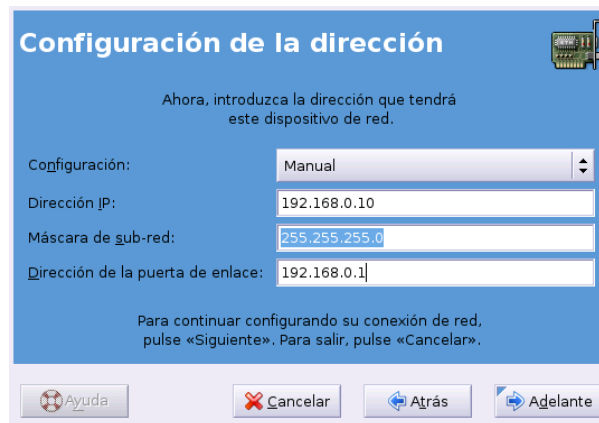 Configuración de la dirección
Ahora, introduzca la dirección que tendrá
este dispositivo de red.
Configuración:
Manual
Dirección IP:
192.168.0.10
Máscara de sub-red:
255.255.255.0
Dirección de la puerta de enlace:
192.168.0.1
Para continuar configurando su conexión de red,
pulse «Siguiente». Para salir, pulse «Cancelar».
Ayuda
Cancelar
Atrás
Adelante